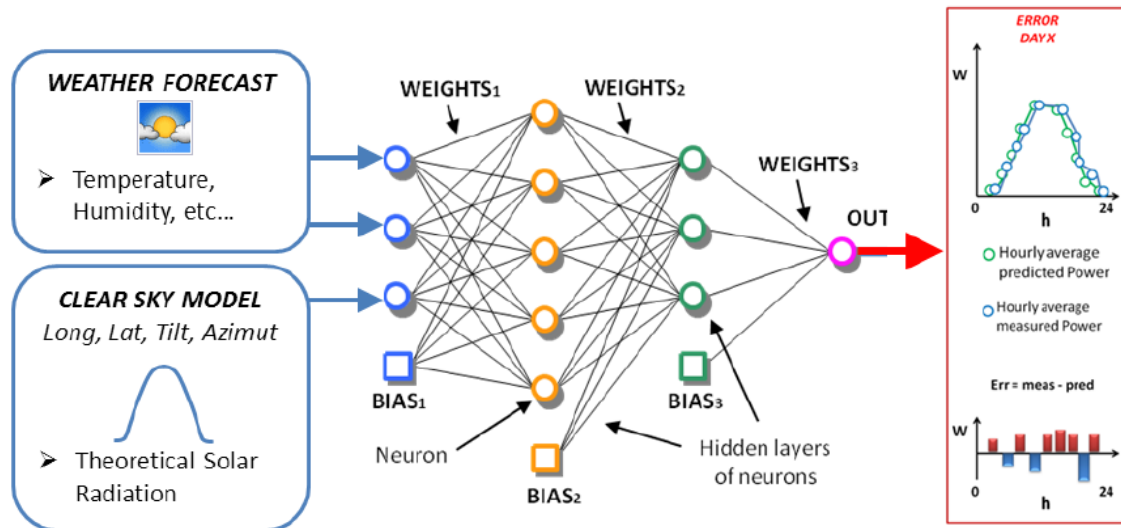 WEATHER FORECAST
➢ Temperature,
Humidity, etc...
CLEAR SKY MODEL
Long, Lat, Tilt, Azimut
➢ Theoretical Solar
Radiation
WEIGHTS1
WEIGHTS2
WEIGHTS3
OUT
BIAS1
BIAS2
BIAS3
Neuron
Hidden layers
of neurons
ERROR
DAY X
W
0
h
24
Hourly average
predicted Power
Hourly average
measured Power
Err = meas - pred
W
0
h
24